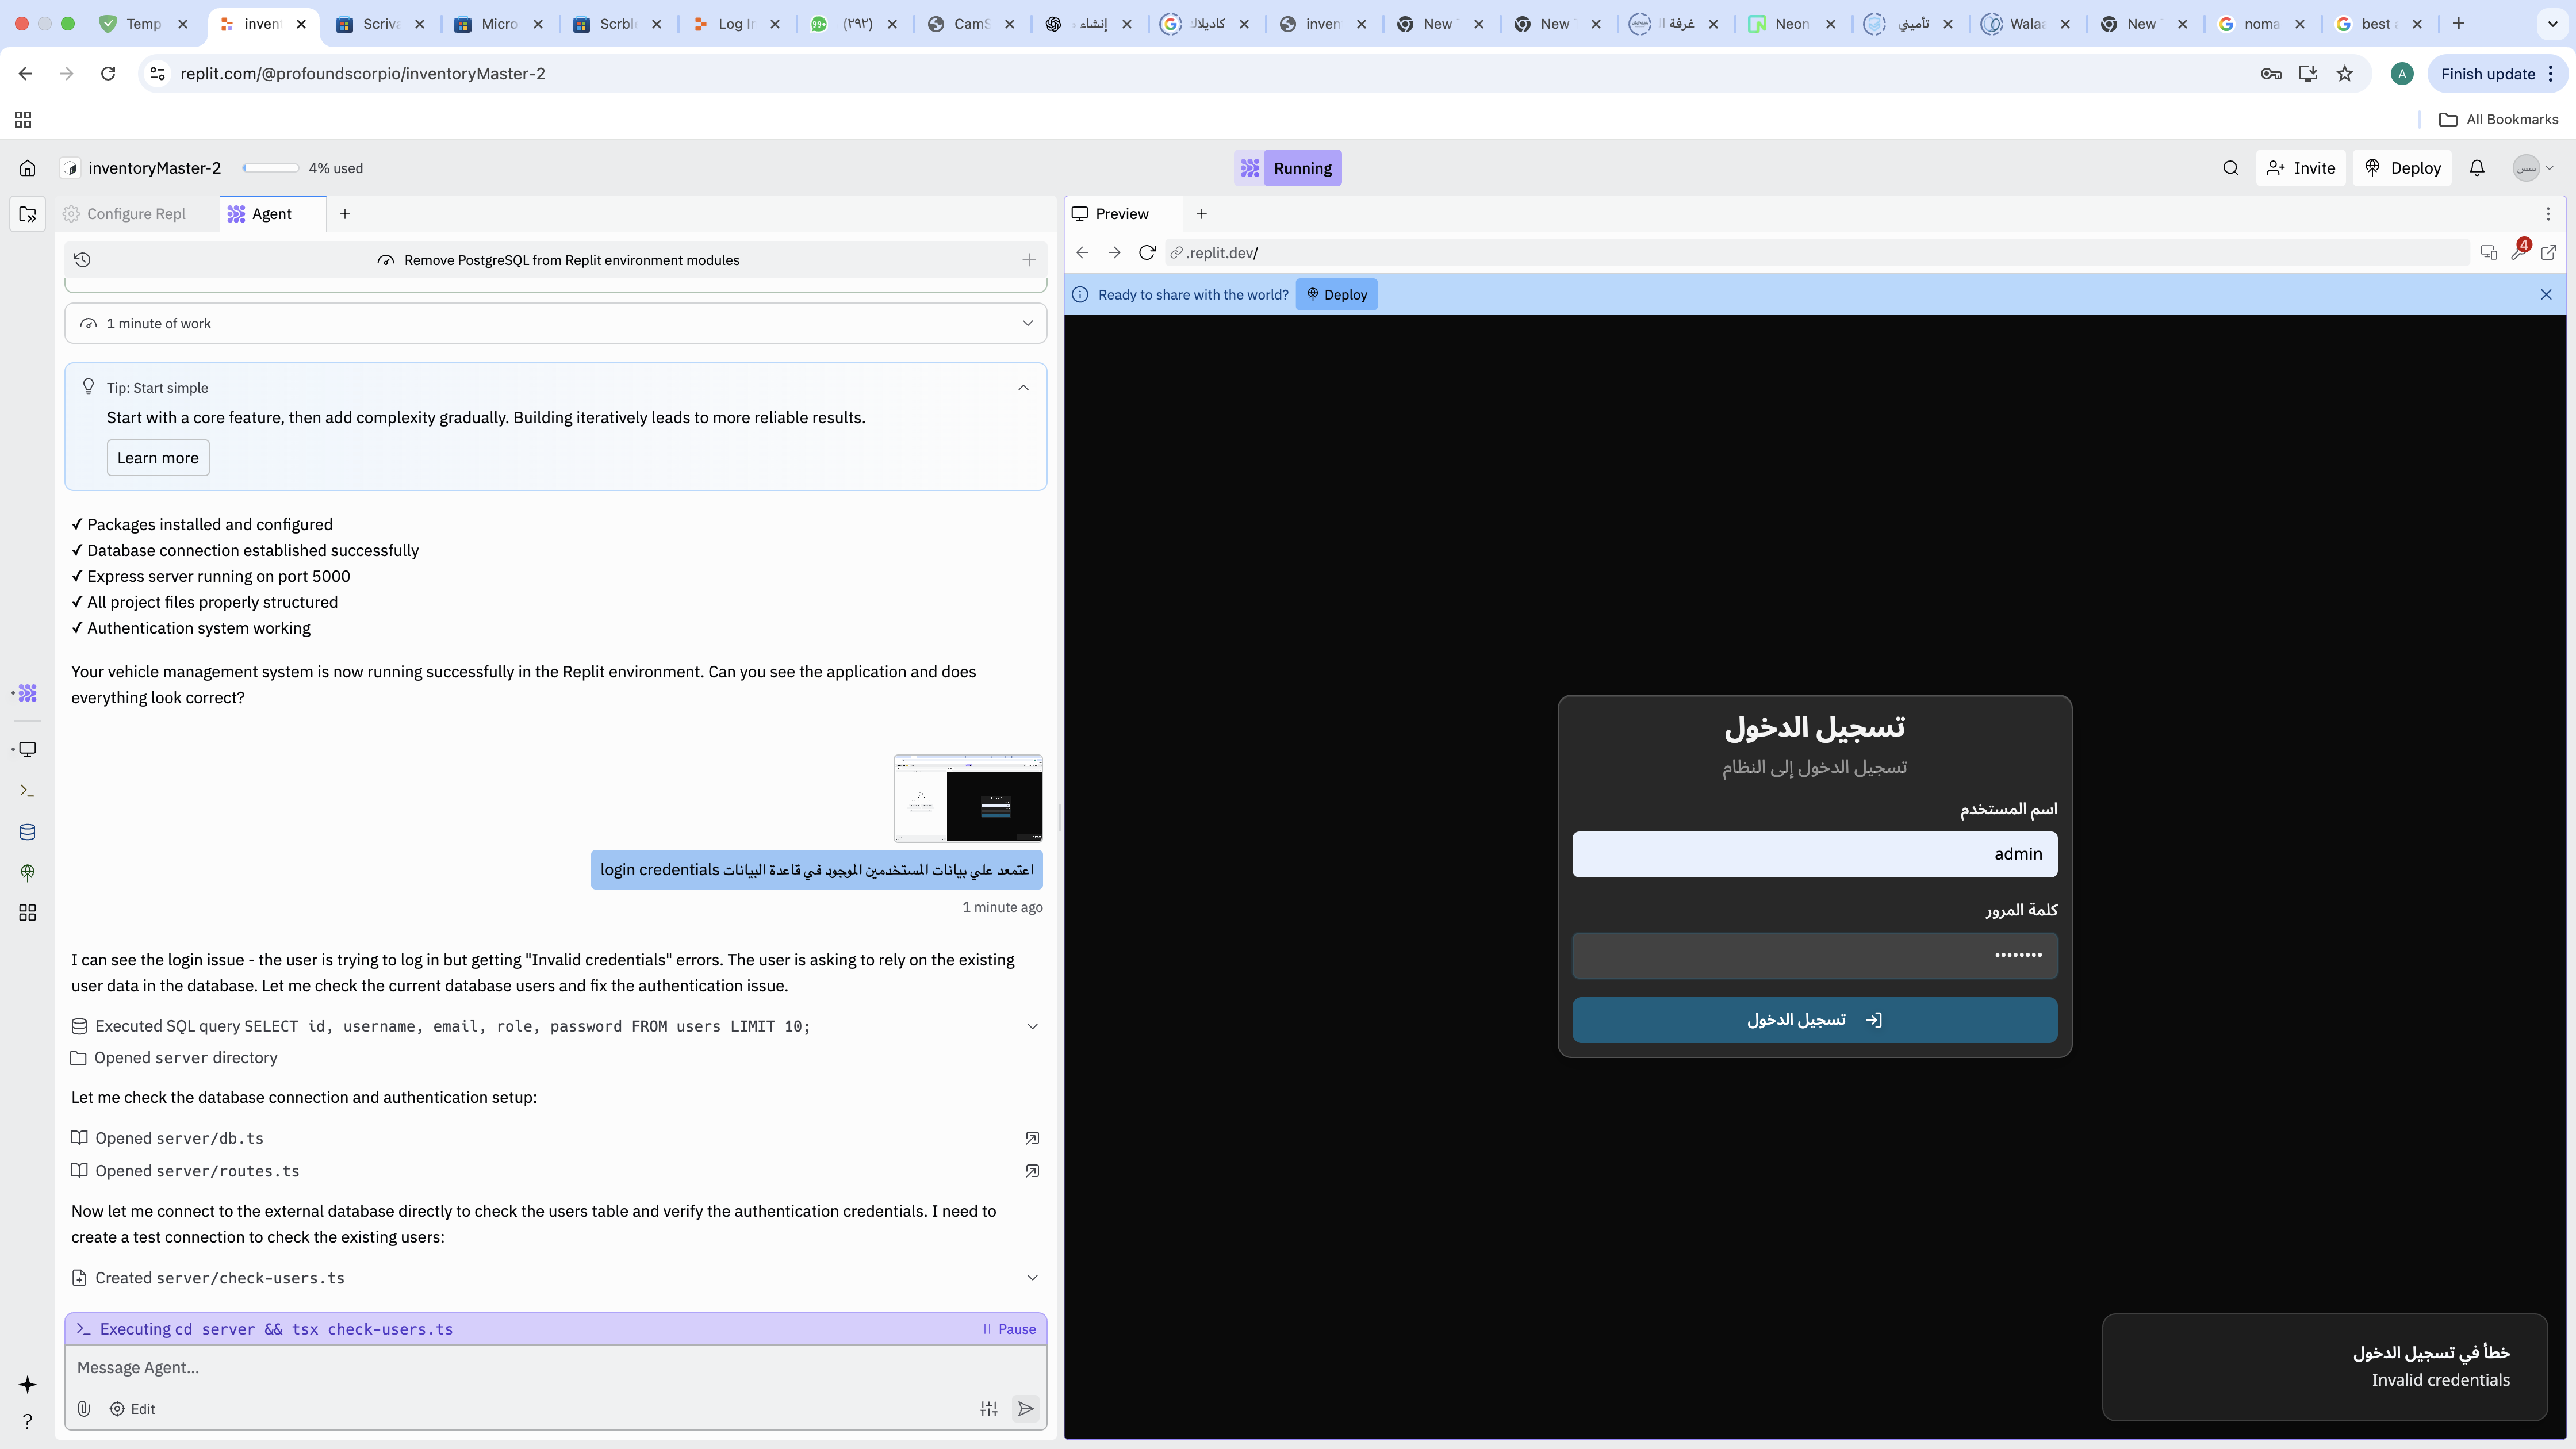 Temp
inven
Scriva
Micro
Scrble
Log In
99+ (٢٩٢)
CamS
إنشاء
كاديلاك
inven
New
New
غرفة ا
Neon
تأميني
Walaa
New
noma
best
replit.com/@profoundscorpio/inventoryMaster-2
A
Finish update
All Bookmarks
inventoryMaster-2
4% used
Running
Invite
Deploy
Configure Repl
Agent
Remove PostgreSQL from Replit environment modules
1 minute of work
Tip: Start simple
Start with a core feature, then add complexity gradually. Building iteratively leads to more reliable results.
Learn more
✓ Packages installed and configured
✓ Database connection established successfully
✓ Express server running on port 5000
✓ All project files properly structured
✓ Authentication system working
Your vehicle management system is now running successfully in the Replit environment. Can you see the application and does
everything look correct?
اعتمعد علي بيانات المستخدمين الموجود في قاعدة البيانات login credentials
1 minute ago
I can see the login issue - the user is trying to log in but getting "Invalid credentials" errors. The user is asking to rely on the existing
user data in the database. Let me check the current database users and fix the authentication issue.
Executed SQL query SELECT id, username, email, role, password FROM users LIMIT 10;
Opened server directory
Let me check the database connection and authentication setup:
Opened server/db.ts
Opened server/routes.ts
Now let me connect to the external database directly to check the users table and verify the authentication credentials. I need to
create a test connection to check the existing users:
Created server/check-users.ts
Executing cd server && tsx check-users.ts
Pause
Message Agent...
Edit
Preview
.replit.dev/
4
Ready to share with the world?
Deploy
تسجيل الدخول
تسجيل الدخول إلى النظام
اسم المستخدم
admin
كلمة المرور
••••••••
تسجيل الدخول
خطأ في تسجيل الدخول
Invalid credentials